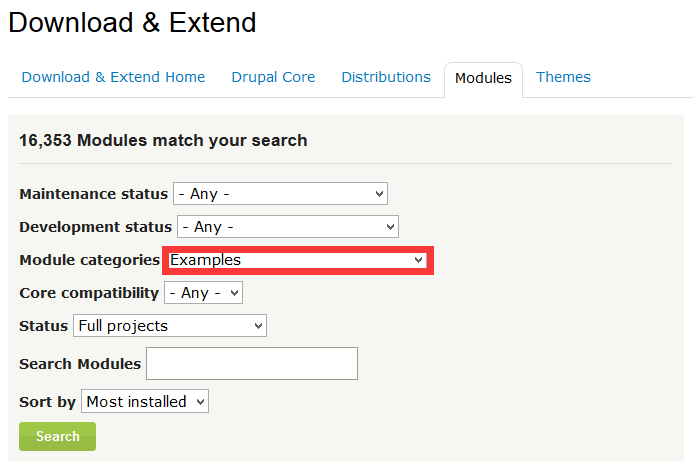 Download & Extend
Download & Extend Home Drupal Core Distributions Modules Themes
16,353 Modules match your search
Maintenance status - Any -
Development status - Any -
Module categories Examples
Core compatibility - Any -
Status Full projects
Search Modules
Sort by Most installed
Search